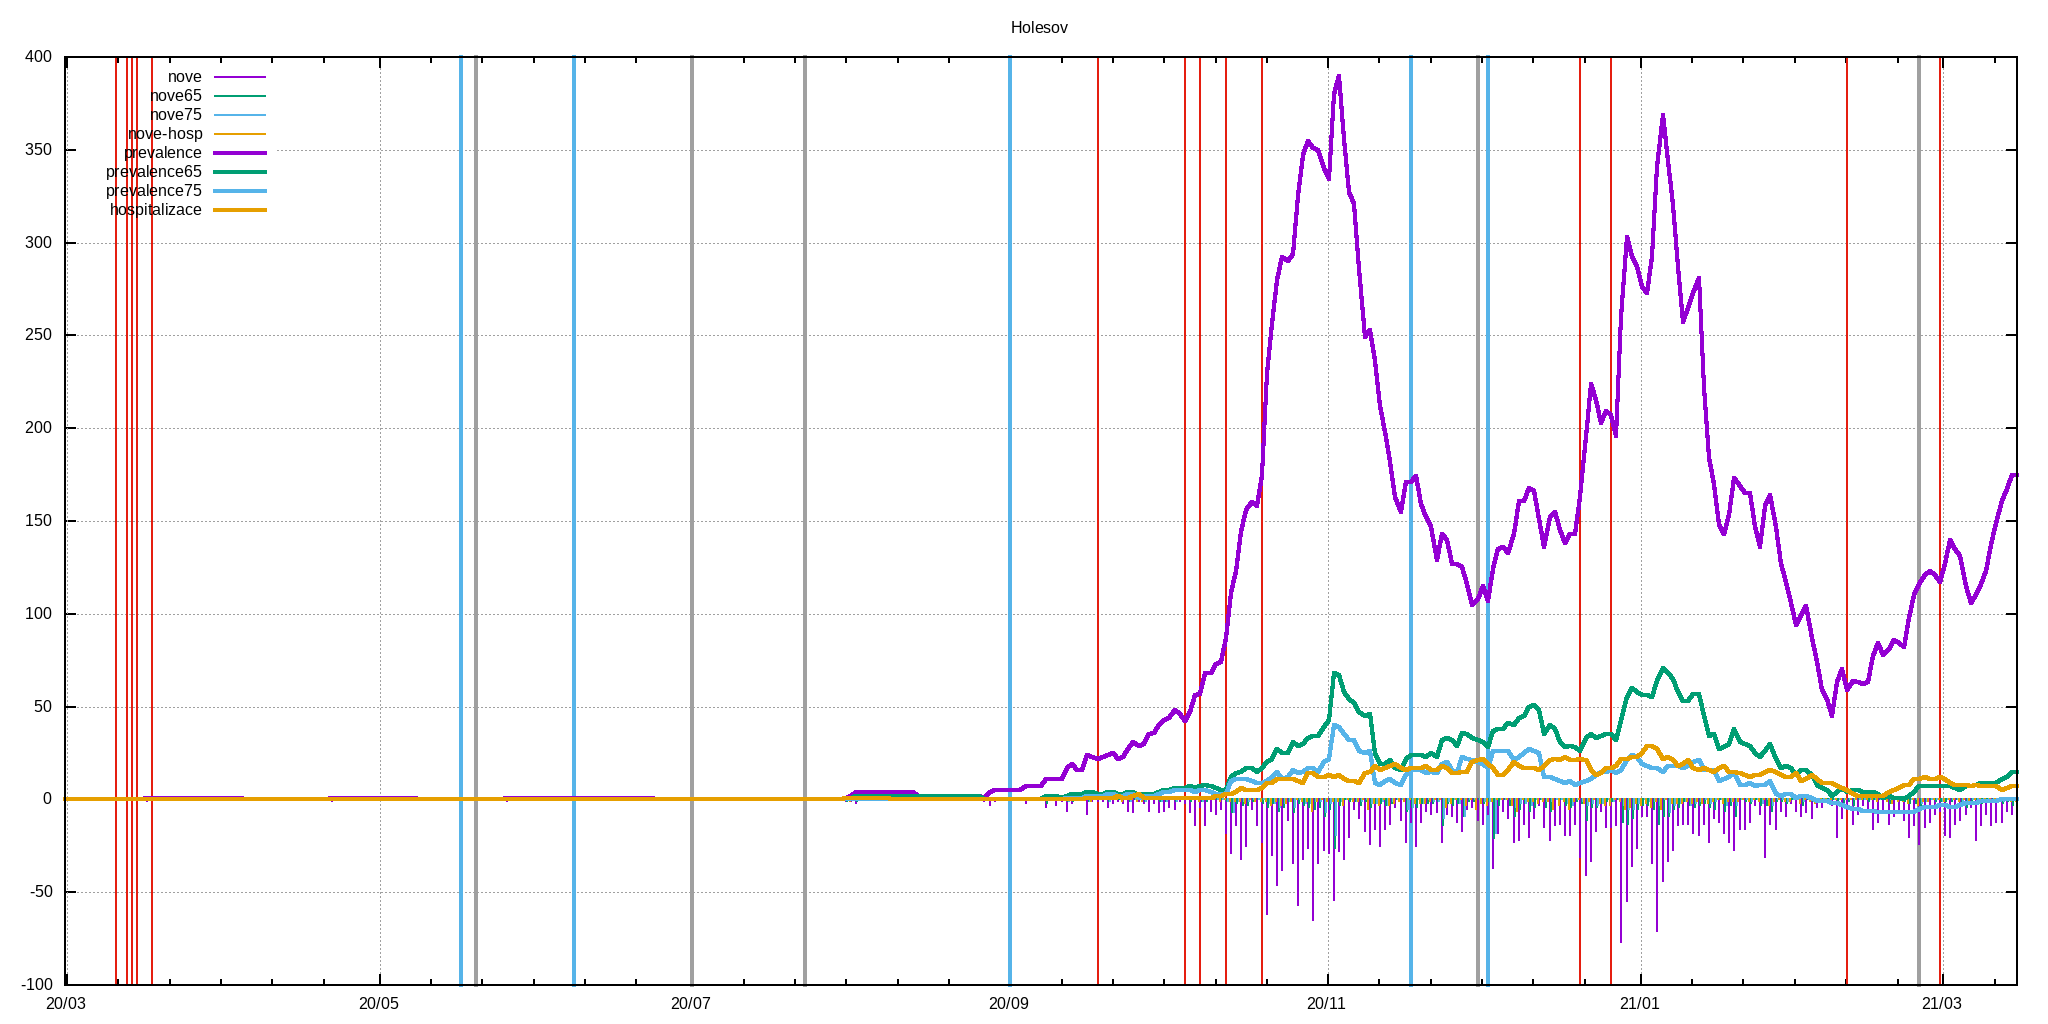 Holesov
400
350
300
250
200
150
100
50
0
-50
-100
nove
nove65
nove75
nove-hosp
prevalence
prevalence65
prevalence75
hospitalizace
20/03 20/05 20/07 20/09 20/11 21/01 21/03